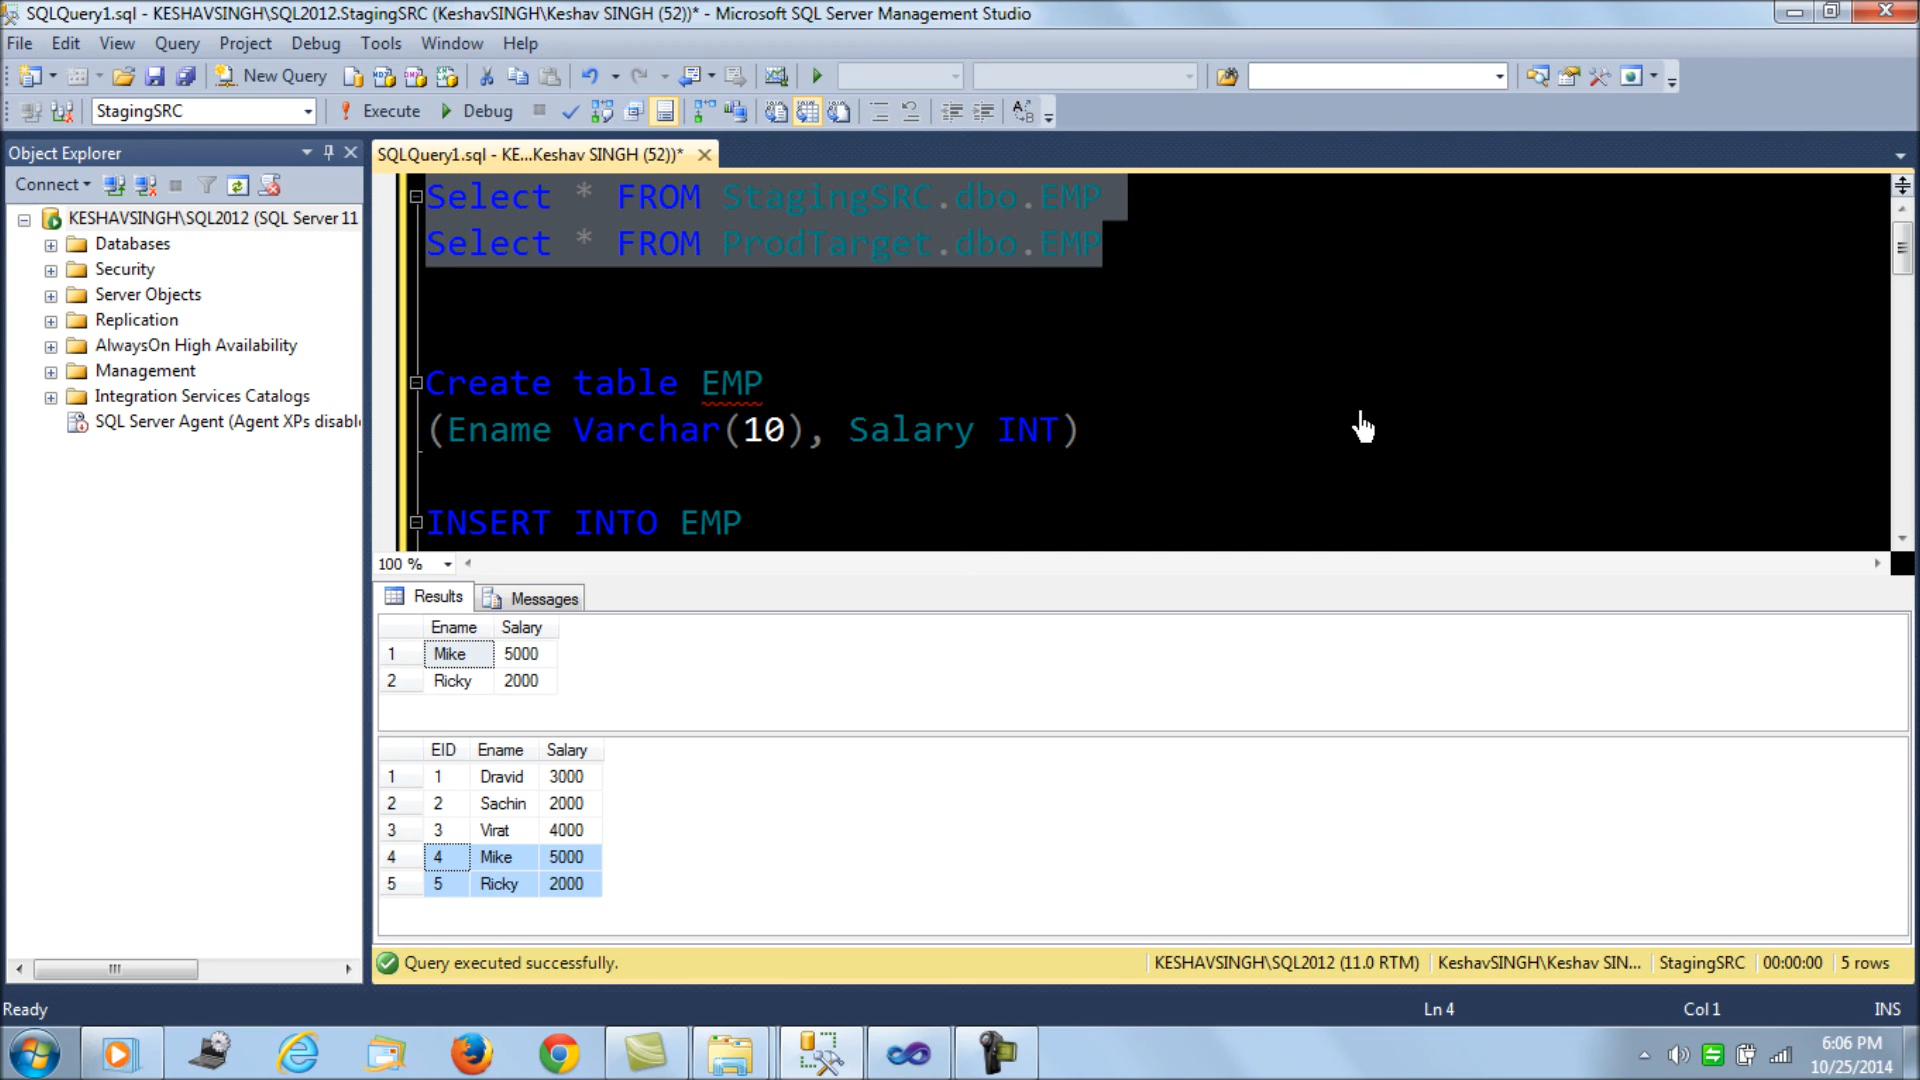 SQLQuery1.sql - KESHAVSINGH\SQL2012.StagingSRC (KeshavSINGH\Keshav SINGH (52))* - Microsoft SQL Server Management Studio
File Edit View Query Project Debug Tools Window Help
New Query
StagingSRC Execute Debug
Object Explorer
SQLQuery1.sql - KE...Keshav SINGH (52))*
Connect
KESHAVSINGH\SQL2012 (SQL Server 11
Databases
Security
Server Objects
Replication
AlwaysOn High Availability
Management
Integration Services Catalogs
SQL Server Agent (Agent XPs disabl
Select * FROM StagingSRC.dbo.EMP
Select * FROM ProdTarget.dbo.EMP
Create table EMP
(Ename Varchar(10), Salary INT)
INSERT INTO EMP
100 %
Results Messages
Ename Salary
1 Mike 5000
2 Ricky 2000
EID Ename Salary
1 1 Dravid 3000
2 2 Sachin 2000
3 3 Virat 4000
4 4 Mike 5000
5 5 Ricky 2000
Query executed successfully. KESHAVSINGH\SQL2012 (11.0 RTM) KeshavSINGH\Keshav SIN... StagingSRC 00:00:00 5 rows
Ready Ln 4 Col 1 INS
6:06 PM
10/25/2014